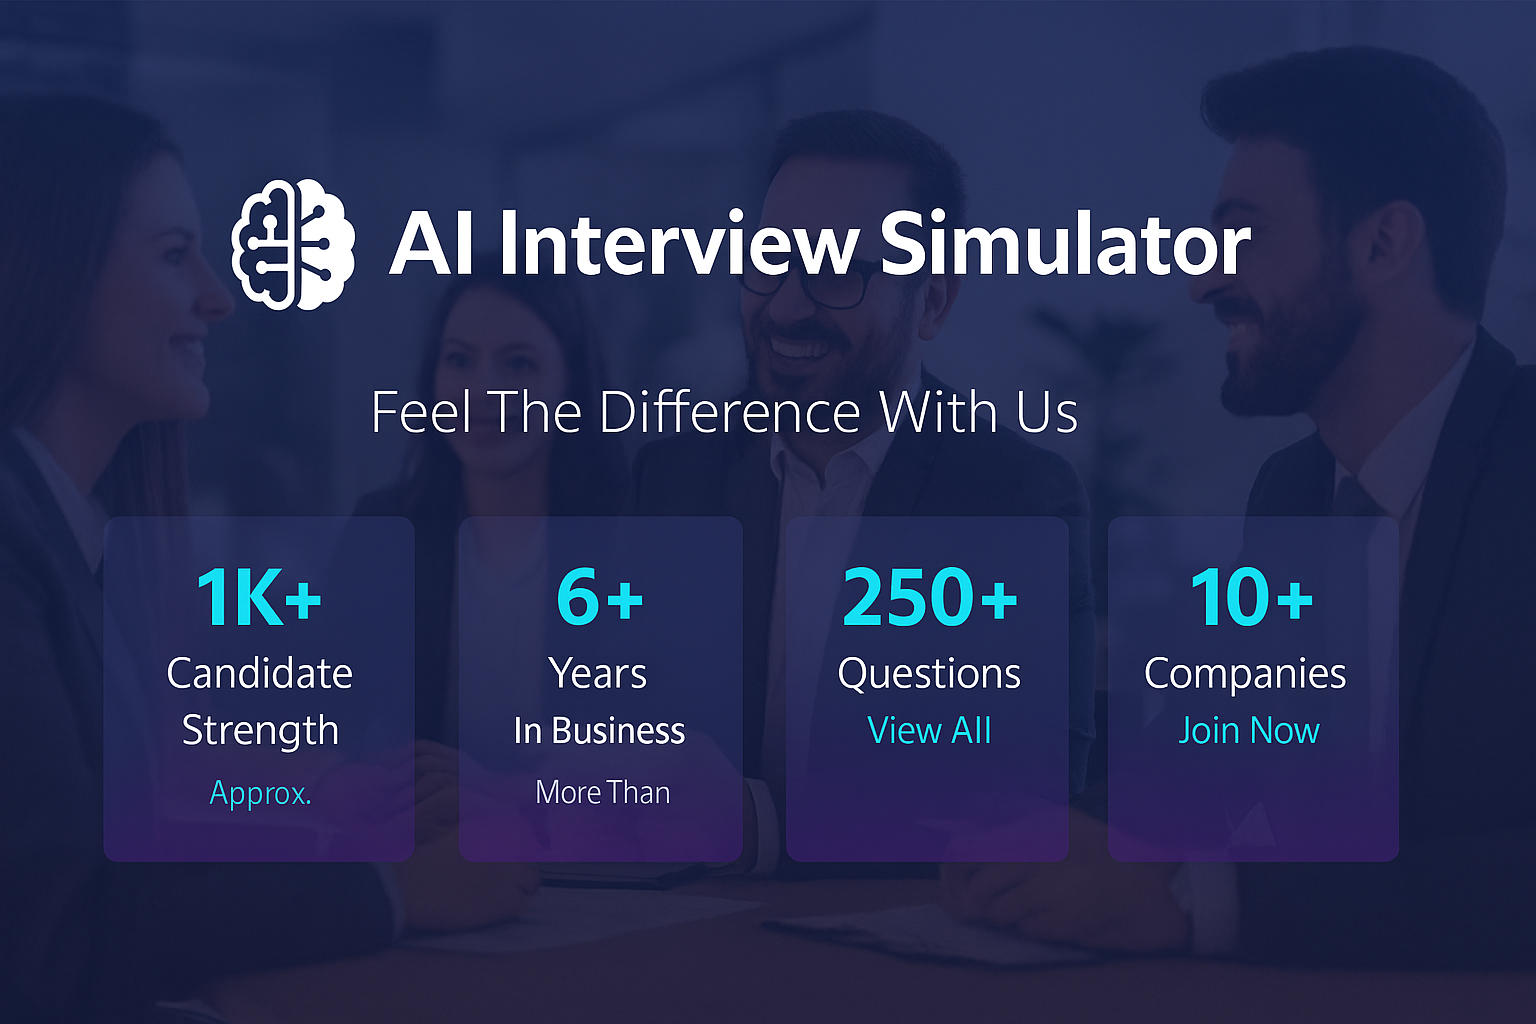 AI Interview Simulator
Feel The Difference With Us
1K+
Candidate
Strength
Approx.
6+
Years
In Business
More Than
250+
Questions
View All
10+
Companies
Join Now